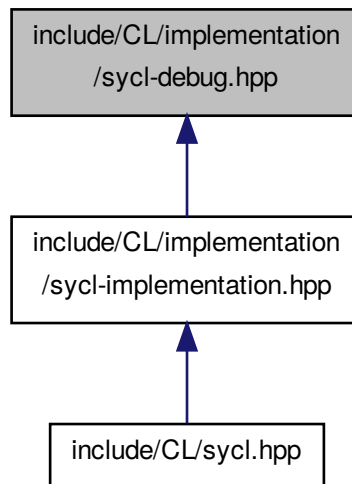 include/CL/implementation
/sycl-debug.hpp
include/CL/implementation
/sycl-implementation.hpp
include/CL/sycl.hpp